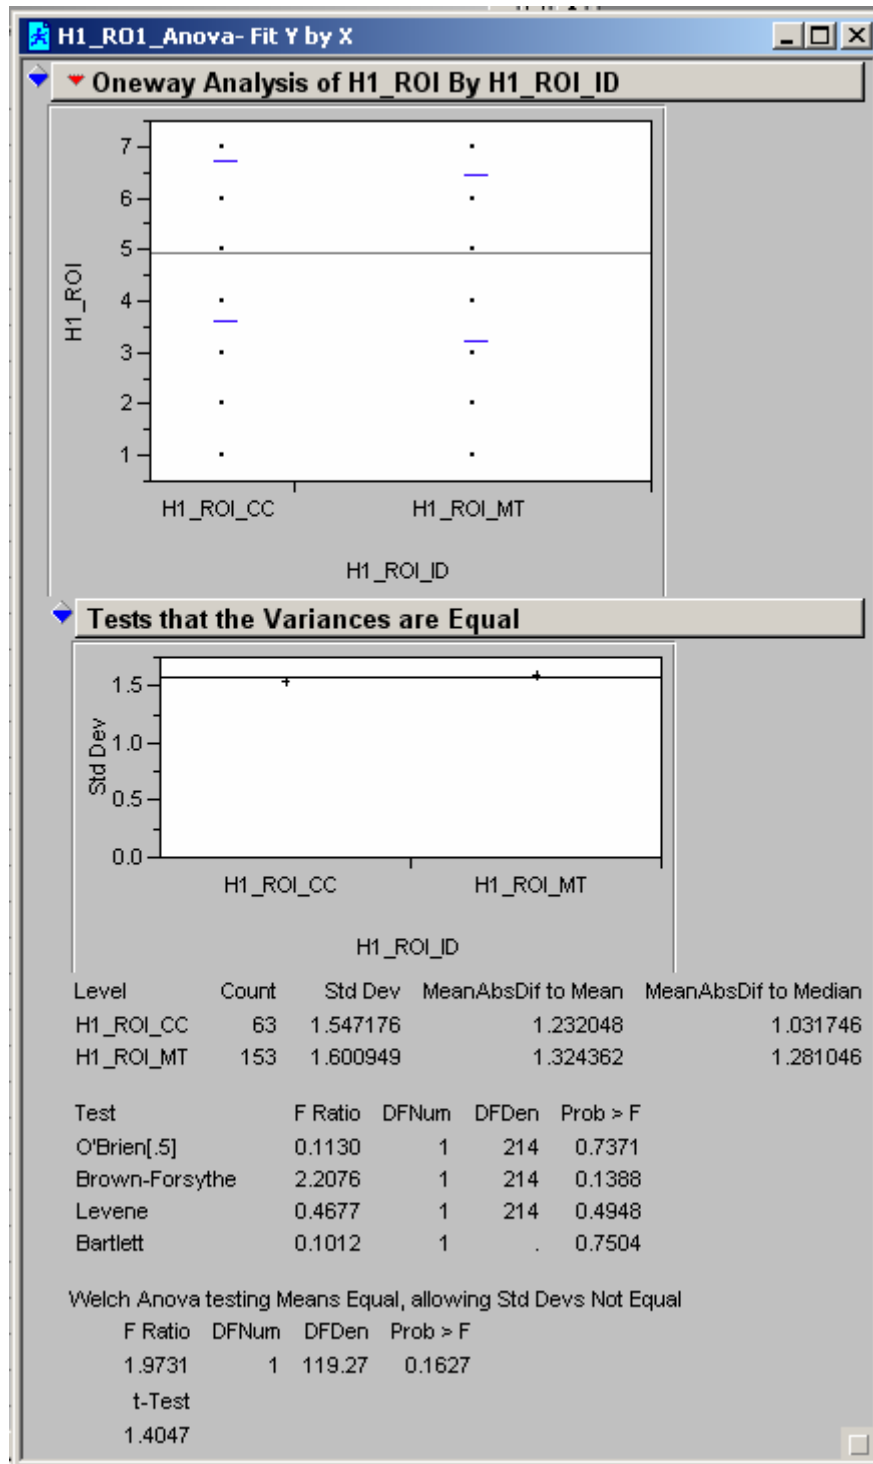 H1_RO1_Anova- Fit Y by X
Oneway Analysis of H1_ROI By H1_ROI_ID
7
6
5
4
3
2
1
H1_ROI
H1_ROI_CC H1_ROI_MT
H1_ROI_ID
Tests that the Variances are Equal
1.5
1.0
0.5
0.0
Std Dev
H1_ROI_CC H1_ROI_MT
H1_ROI_ID
Level Count Std Dev MeanAbsDif to Mean MeanAbsDif to Median
H1_ROI_CC 63 1.547176 1.232048 1.031746
H1_ROI_MT 153 1.600949 1.324362 1.281046
Test F Ratio DFNum DFDen Prob > F
O'Brien[.5] 0.1130 1 214 0.7371
Brown-Forsythe 2.2076 1 214 0.1388
Levene 0.4677 1 214 0.4948
Bartlett 0.1012 1 . 0.7504
Welch Anova testing Means Equal, allowing Std Devs Not Equal
F Ratio DFNum DFDen Prob > F
1.9731 1 119.27 0.1627
t-Test
1.4047